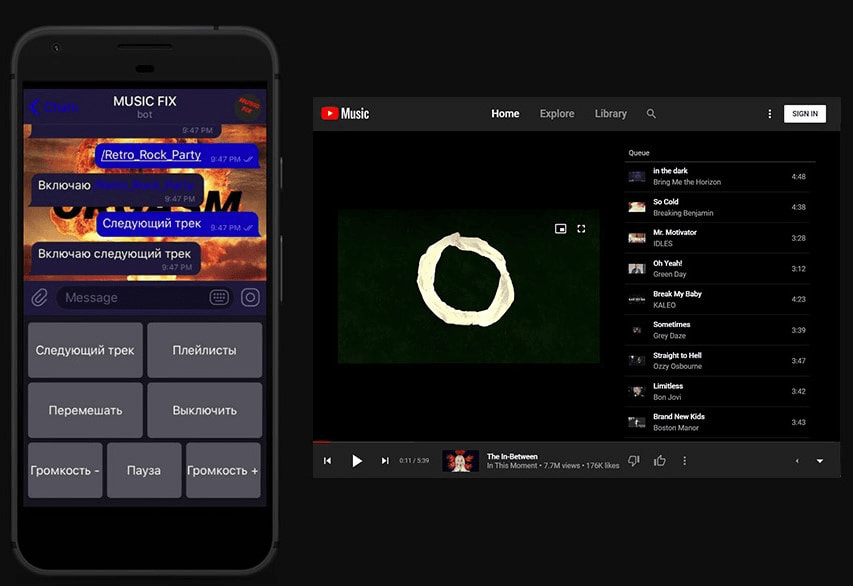 Chats
MUSIC FIX
bot
MUSIC
FIX
9:47 PM
/Retro_Rock_Party
9:47 PM
Включаю /Retro_Rock_Party
9:47 PM
Следующий трек
9:47 PM
Включаю следующий трек
9:47 PM
Message
Следующий трек
Плейлисты
Перемешать
Выключить
Громкость -
Пауза
Громкость +
Music
Home
Explore
Library
SIGN IN
Queue
in the dark
Bring Me the Horizon
4:48
So Cold
Breaking Benjamin
4:38
Mr. Motivator
IDLES
3:28
Oh Yeah!
Green Day
3:12
Break My Baby
KALEO
4:23
Sometimes
Grey Daze
3:39
Straight to Hell
Ozzy Osbourne
3:47
Limitless
Bon Jovi
3:42
Brand New Kids
Boston Manor
3:43
0:11 / 5:39
The In-Between
In This Moment • 7.7M views • 176K likes